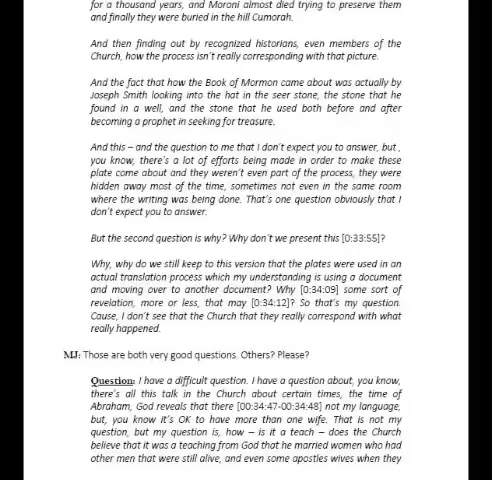 for a thousand years, and Moroni almost died trying to preserve them
and finally they were buried in the hill Cumorah.
And then finding out by recognized historians, even members of the
Church, how the process isn't really corresponding with that picture.
And the fact that how the Book of Mormon came about was actually by
Joseph Smith looking into the hat in the seer stone, the stone that he
found in a well, and the stone that he used both before and after
becoming a prophet in seeking for treasure.
And this – and the question to me that I don't expect you to answer, but ,
you know, there's a lot of efforts being made in order to make these
plate come about and they weren't even part of the process, they were
hidden away most of the time, sometimes not even in the same room
where the writing was being done. That's one question obviously that I
don't expect you to answer.
But the second question is why? Why don't we present this [0:33:55]?
Why, why do we still keep to this version that the plates were used in an
actual translation process which my understanding is using a document
and moving over to another document? Why [0:34:09] some sort of
revelation, more or less, that may [0:34:12]? So that's my question.
Cause, I don't see that the Church that they really correspond with what
really happened.
MJ: Those are both very good questions. Others? Please?
Question: I have a difficult question. I have a question about, you know,
there's all this talk in the Church about certain times, the time of
Abraham, God reveals that there [00:34:47-00:34:48] not my language,
but, you know it's OK to have more than one wife. That is not my
question, but my question is, how – is it a teach – does the Church
believe that it was a teaching from God that he married women who had
other men that were still alive, and even some apostles wives when they